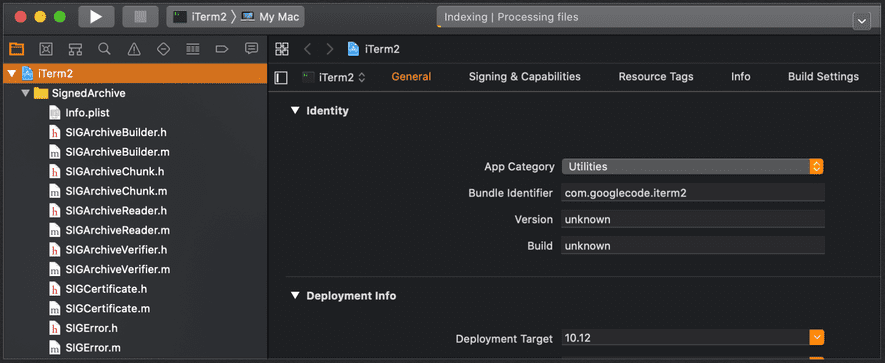 iTerm2 〉 My Mac
Indexing | Processing files
iTerm2
iTerm2
iTerm2
General
Signing & Capabilities
Resource Tags
Info
Build Settings
SignedArchive
Info.plist
SIGArchiveBuilder.h
SIGArchiveBuilder.m
SIGArchiveChunk.h
SIGArchiveChunk.m
SIGArchiveReader.h
SIGArchiveReader.m
SIGArchiveVerifier.h
SIGArchiveVerifier.m
SIGCertificate.h
SIGCertificate.m
SIGError.h
SIGError.m
Identity
App Category Utilities
Bundle Identifier com.googlecode.iterm2
Version unknown
Build unknown
Deployment Info
Deployment Target 10.12